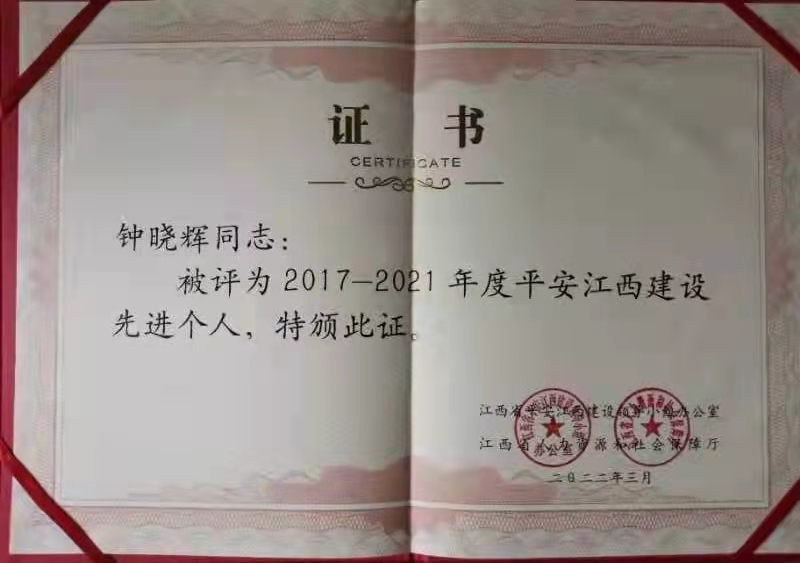 证 书
CERTIFICATE
钟晓辉同志：
被评为2017—2021年度平安江西建设
先进个人，特颁此证。
江西省平安江西建设领导小组办公室
江西省人力资源和社会保障厅
二〇二二年三月
办公室